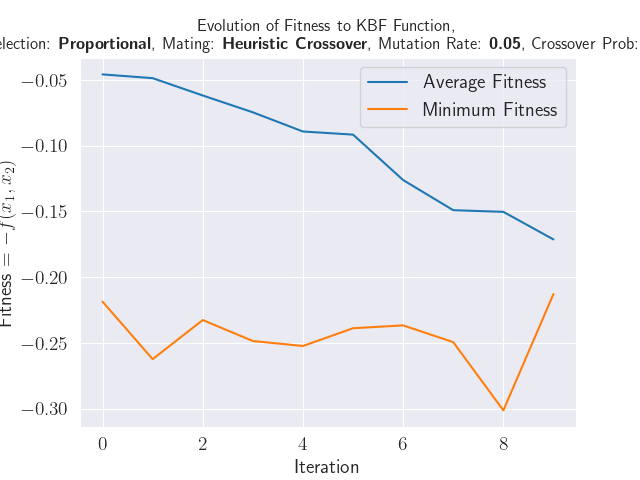 Evolution of Fitness to KBF Function,
election: Proportional, Mating: Heuristic Crossover, Mutation Rate: 0.05, Crossover Prob:
Average Fitness
Minimum Fitness
−0.05
−0.10
−0.15
−0.20
−0.25
−0.30
Fitness = −f(x₁, x₂)
0 2 4 6 8
Iteration